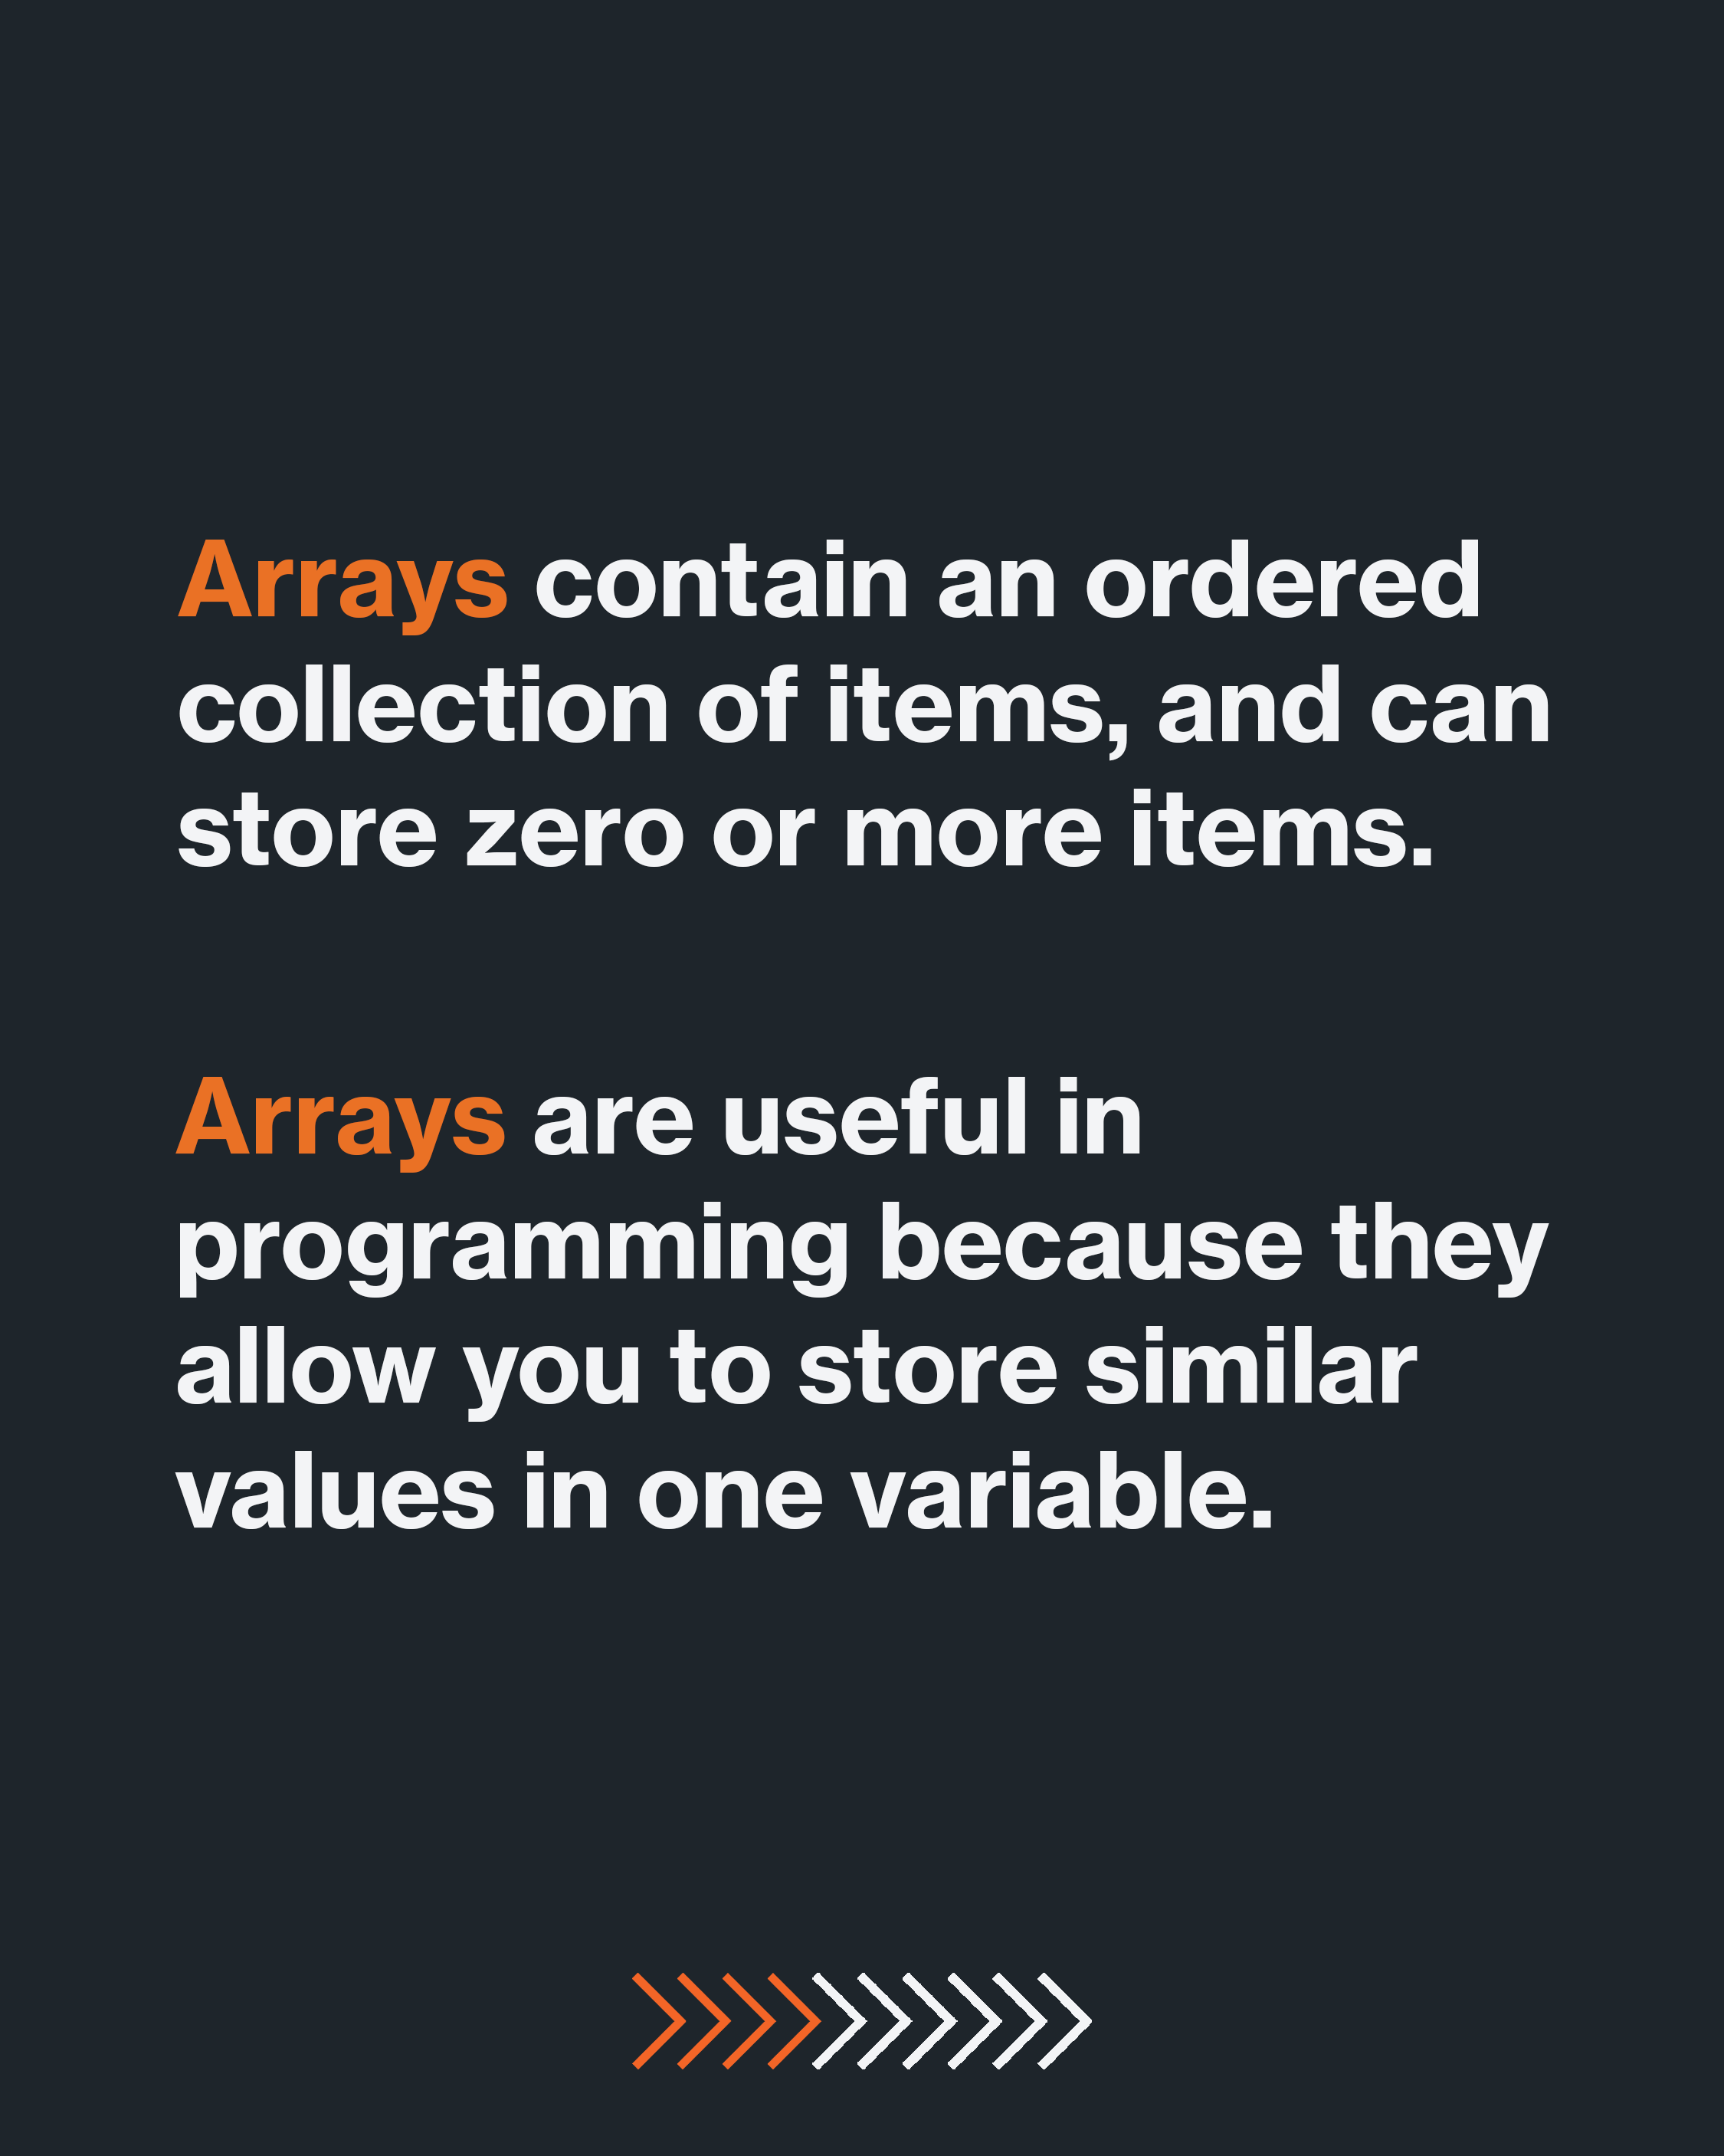 Arrays contain an ordered
collection of items, and can
store zero or more items.
Arrays are useful in
programming because they
allow you to store similar
values in one variable.